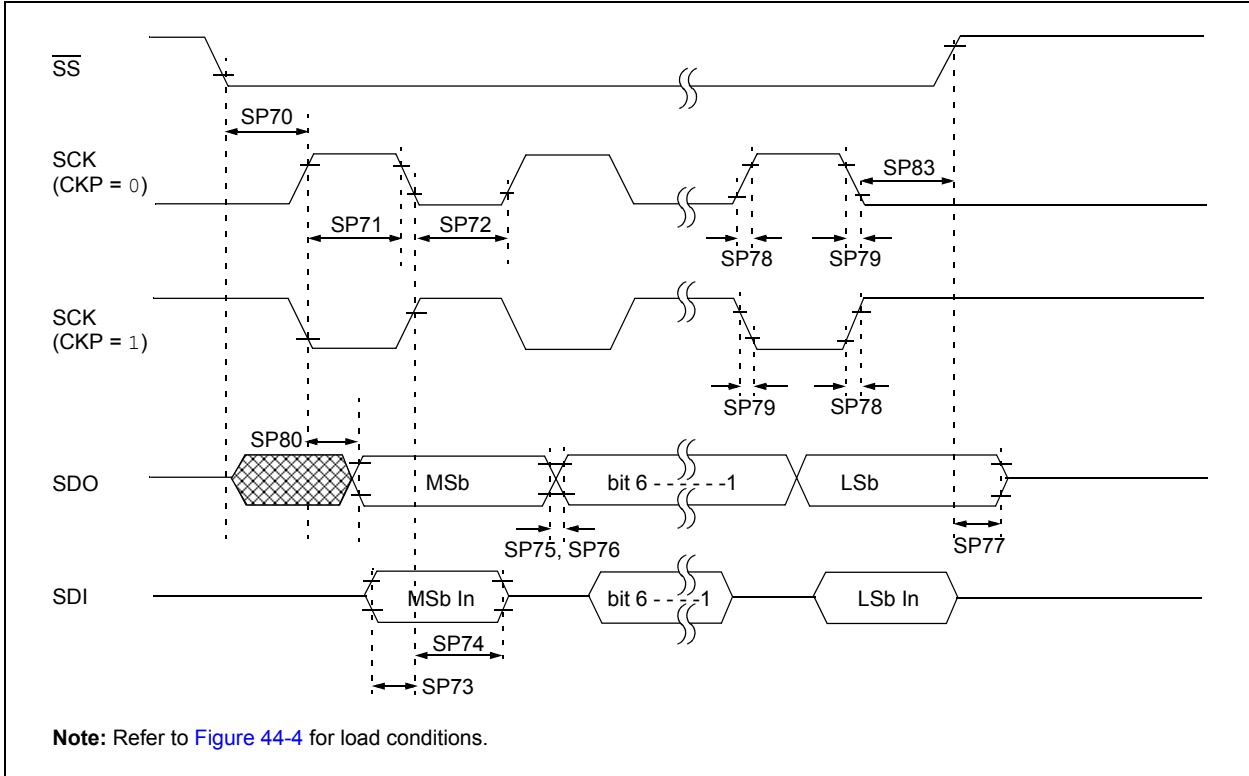 SS
SP70
SCK
(CKP = 0)
SP83
SP71
SP72
SP78
SP79
SCK
(CKP = 1)
SP79
SP78
SP80
SDO
MSb
bit 6 - - - - - -1
LSb
SP75, SP76
SP77
SDI
MSb In
bit 6 - - - -1
LSb In
SP74
SP73
Note: Refer to Figure 44-4 for load conditions.